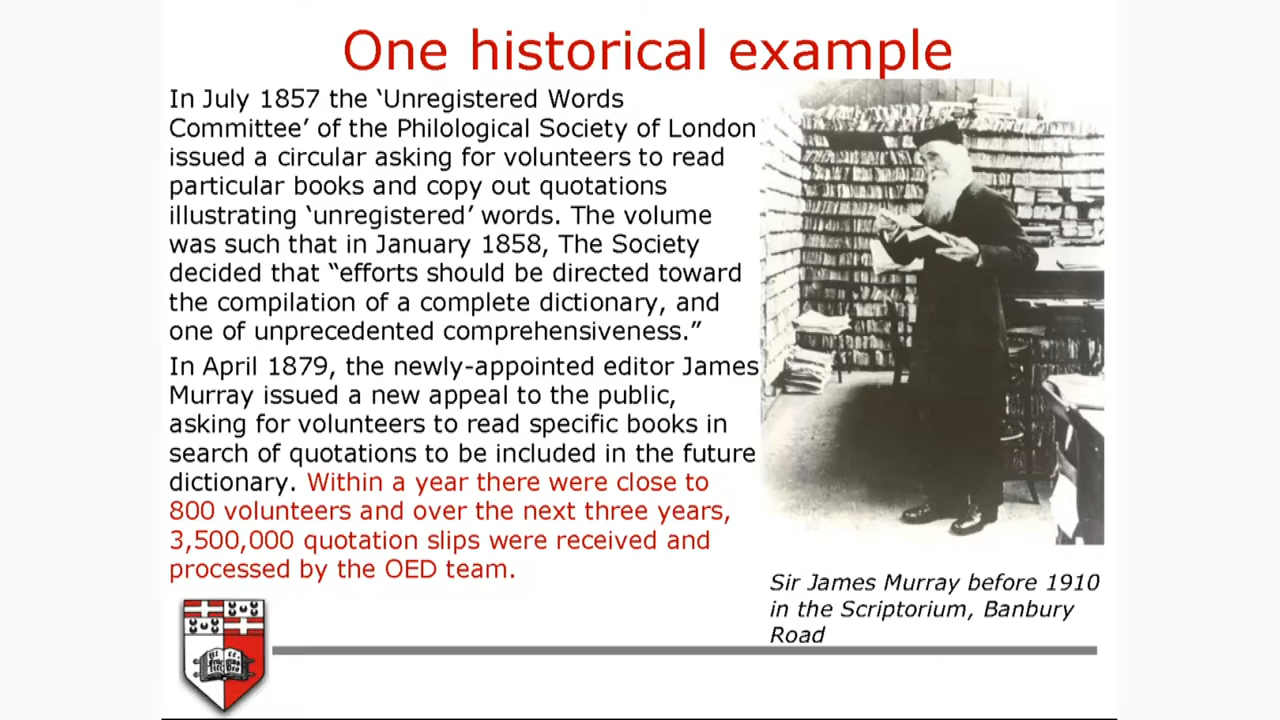 One historical example
In July 1857 the ‘Unregistered Words
Committee’ of the Philological Society of London
issued a circular asking for volunteers to read
particular books and copy out quotations
illustrating ‘unregistered’ words. The volume
was such that in January 1858, The Society
decided that “efforts should be directed toward
the compilation of a complete dictionary, and
one of unprecedented comprehensiveness.”
In April 1879, the newly-appointed editor James
Murray issued a new appeal to the public,
asking for volunteers to read specific books in
search of quotations to be included in the future
dictionary. Within a year there were close to
800 volunteers and over the next three years,
3,500,000 quotation slips were received and
processed by the OED team.
Sir James Murray before 1910
in the Scriptorium, Banbury
Road